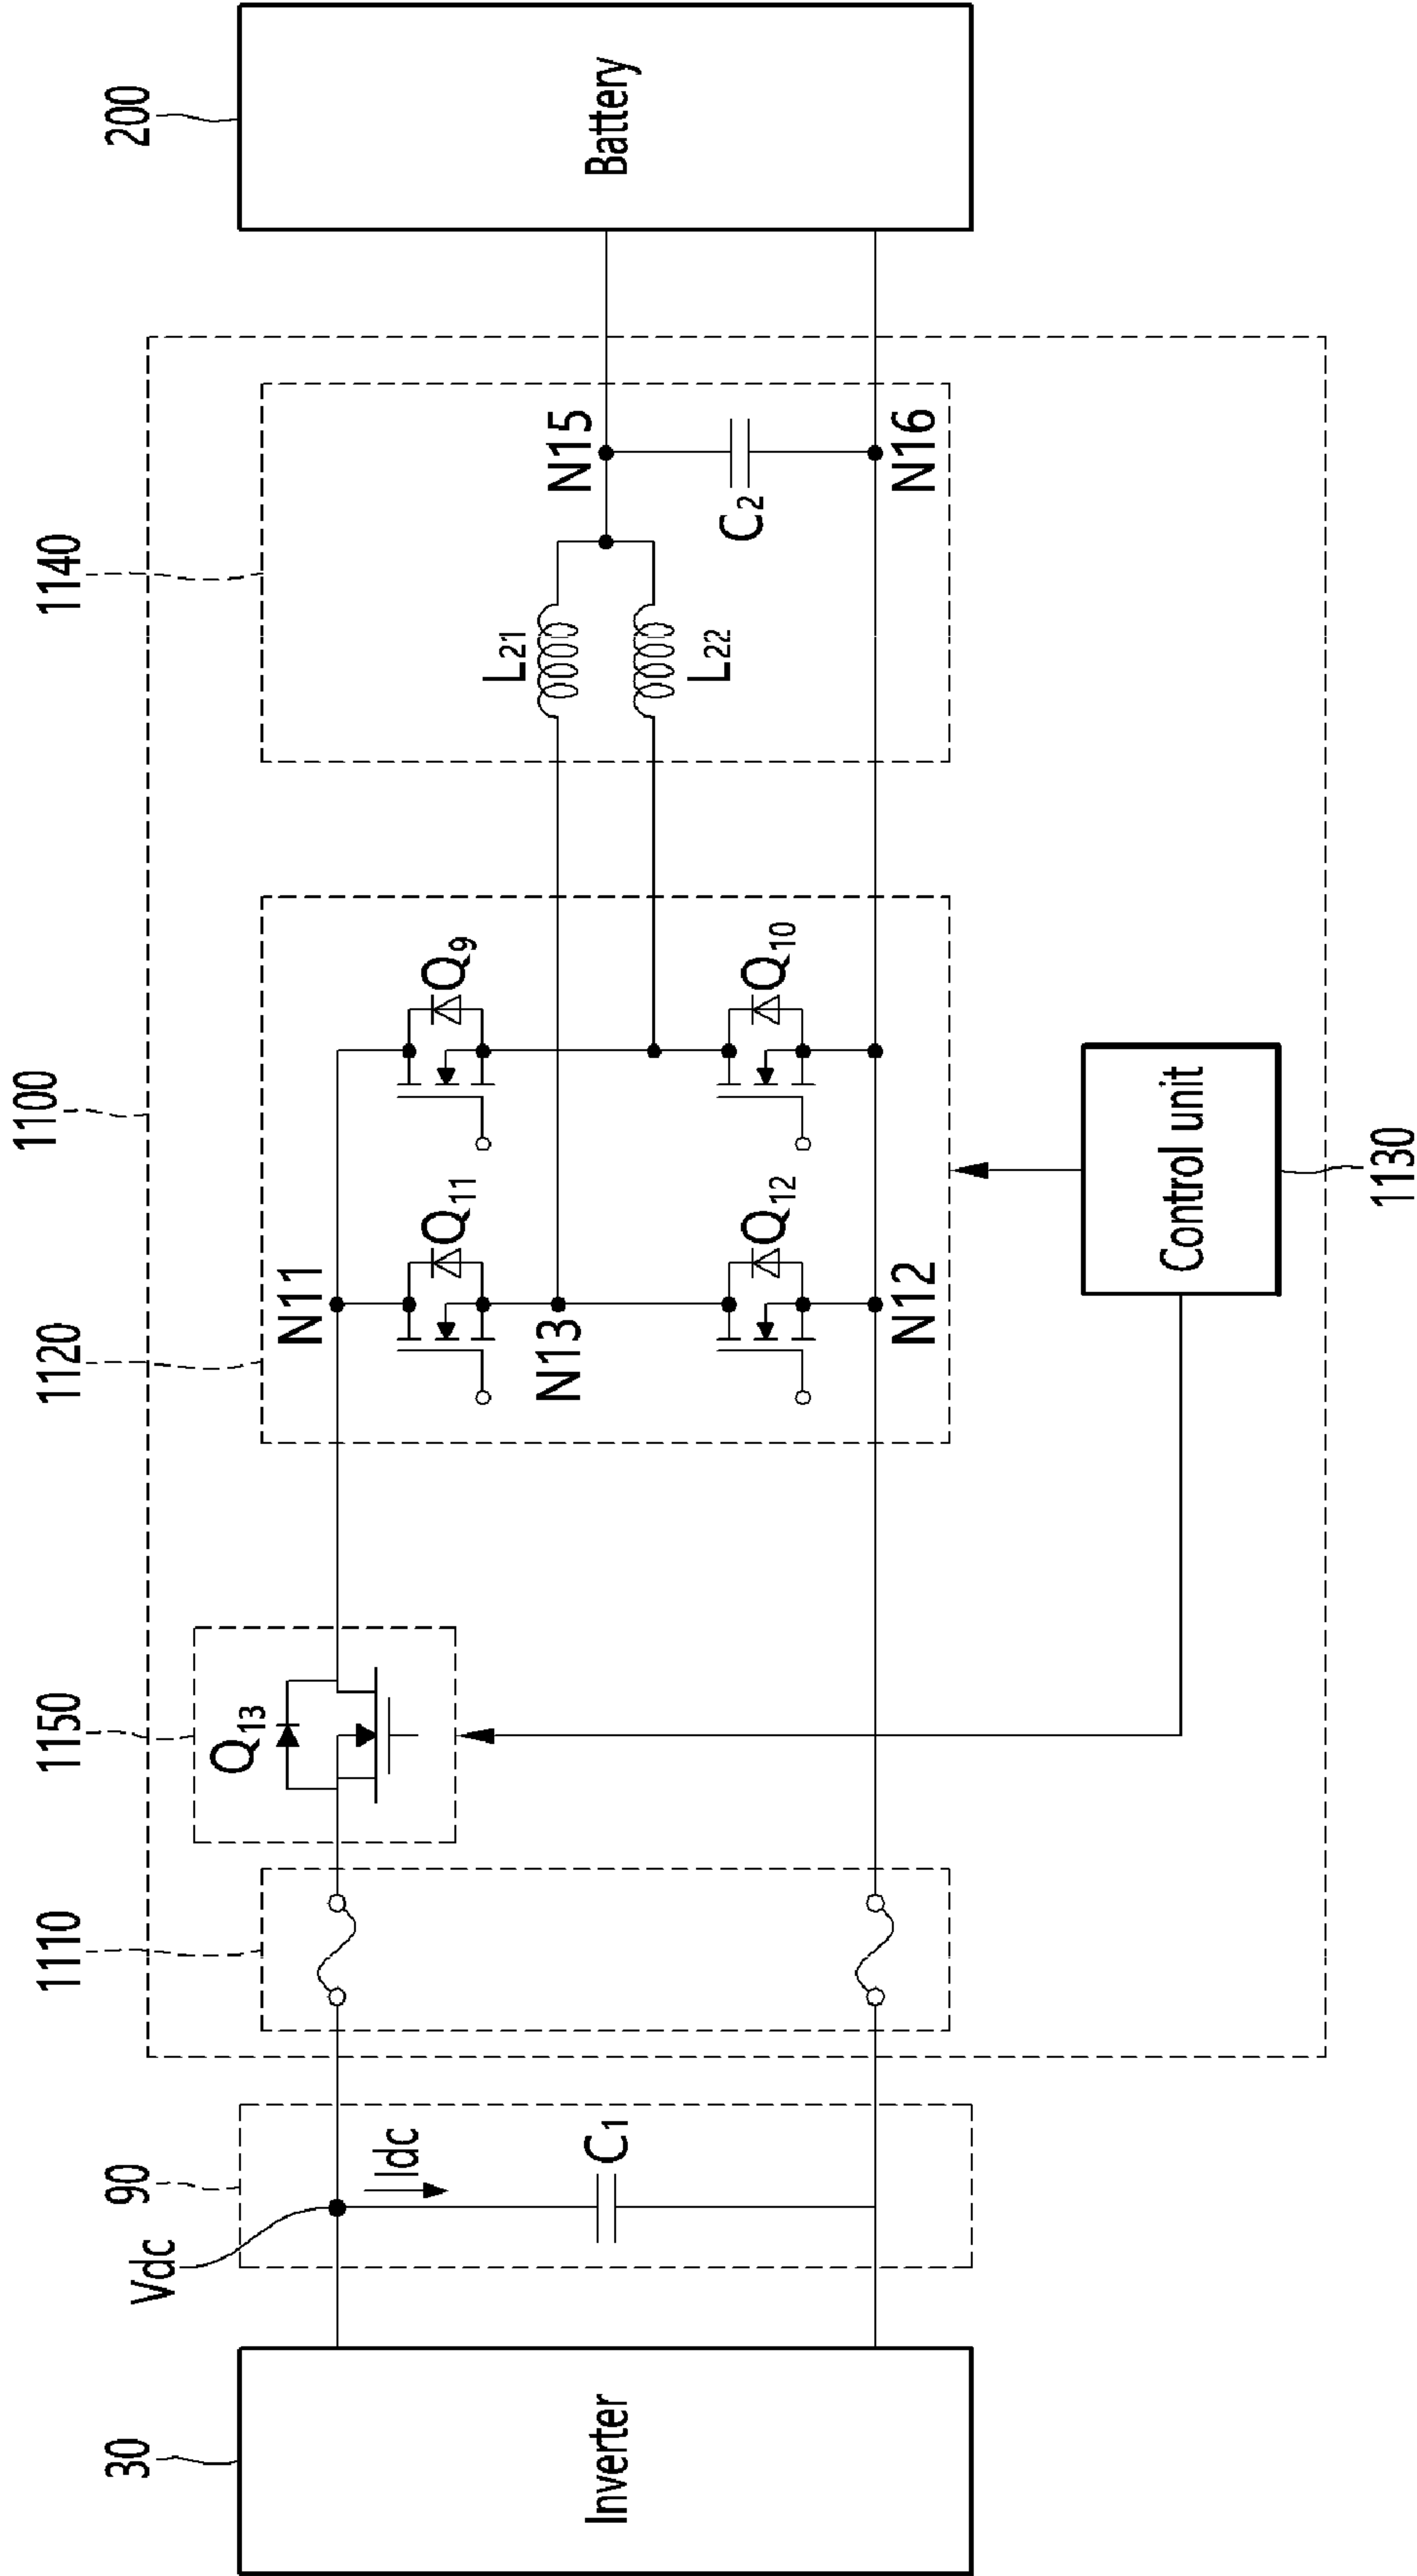 1100
1110
1150
1120
1140
30
90
200
Vdc
Idc
Q13
N11
Q11
Q9
N13
L21
L22
N15
Inverter
C1
Q12
Q10
C2
Battery
N12
N16
Control unit
1130